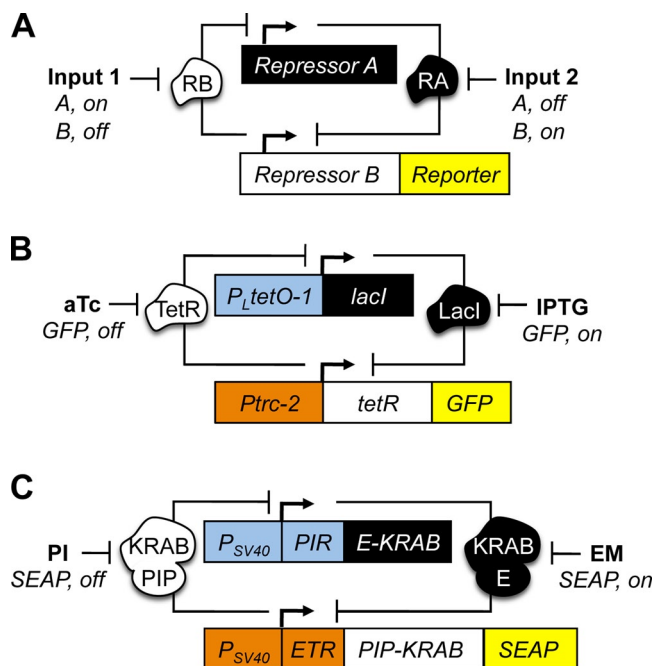 A
Repressor A
Input 1
A, on
B, off
RB
RA
Input 2
A, off
B, on
Repressor B
Reporter
B
aTc
GFP, off
TetR
PLtetO-1
lacI
LacI
IPTG
GFP, on
Ptrc-2
tetR
GFP
C
PI
SEAP, off
KRAB
PIP
PSV40
PIR
E-KRAB
KRAB
E
EM
SEAP, on
PSV40
ETR
PIP-KRAB
SEAP